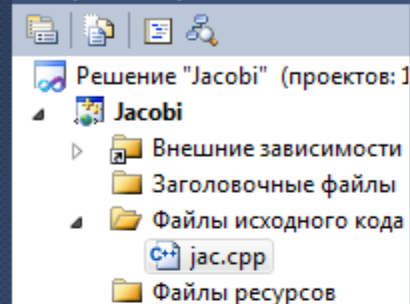 Решение "Jacobi" (проектов: 1
Jacobi
Внешние зависимости
Заголовочные файлы
Файлы исходного кода
jac.cpp
Файлы ресурсов